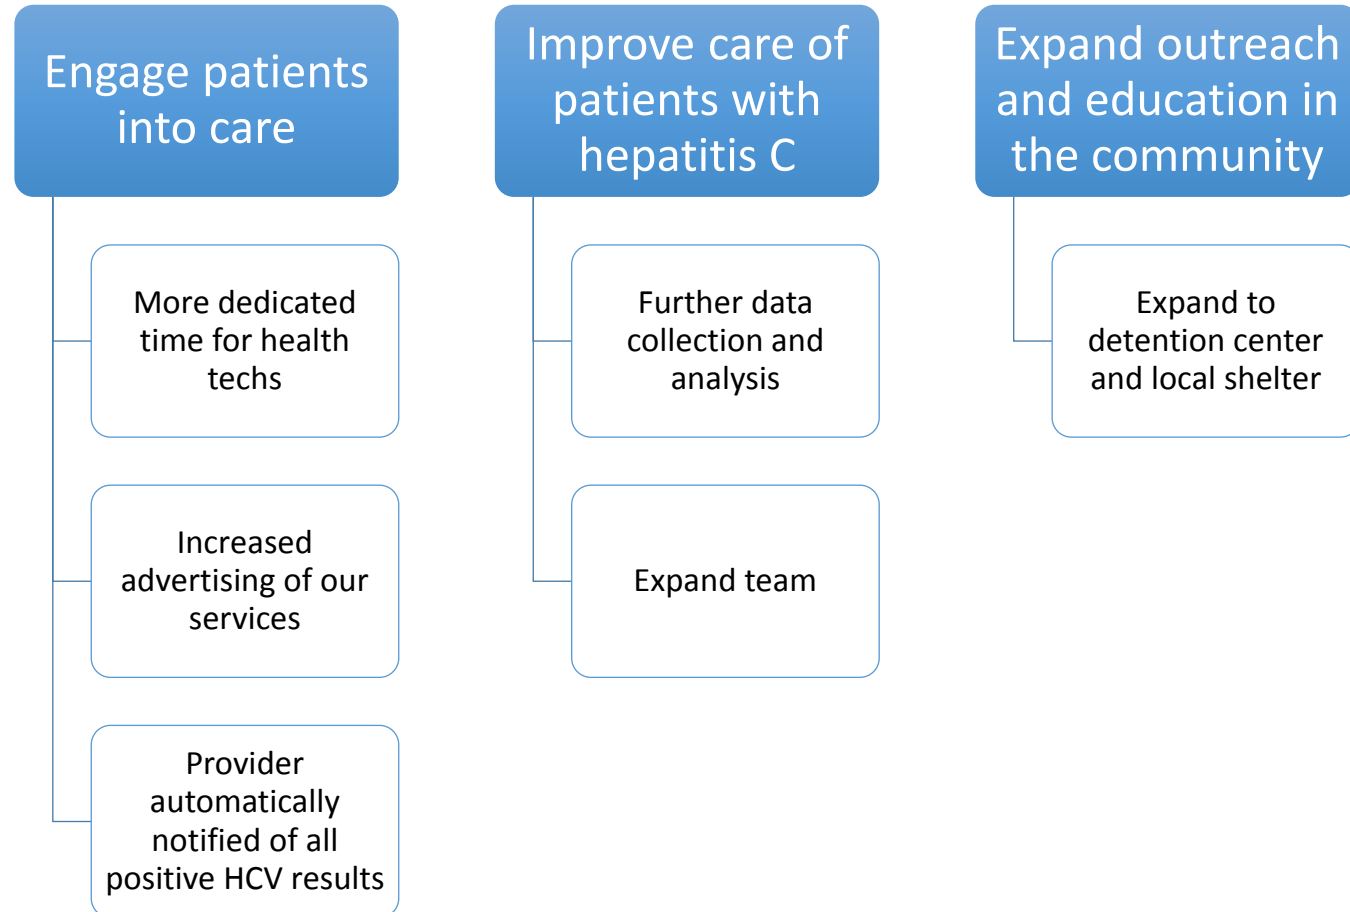 Engage patients
into care
More dedicated
time for health
techs
Increased
advertising of our
services
Provider
automatically
notified of all
positive HCV results
Improve care of
patients with
hepatitis C
Further data
collection and
analysis
Expand team
Expand outreach
and education in
the community
Expand to
detention center
and local shelter